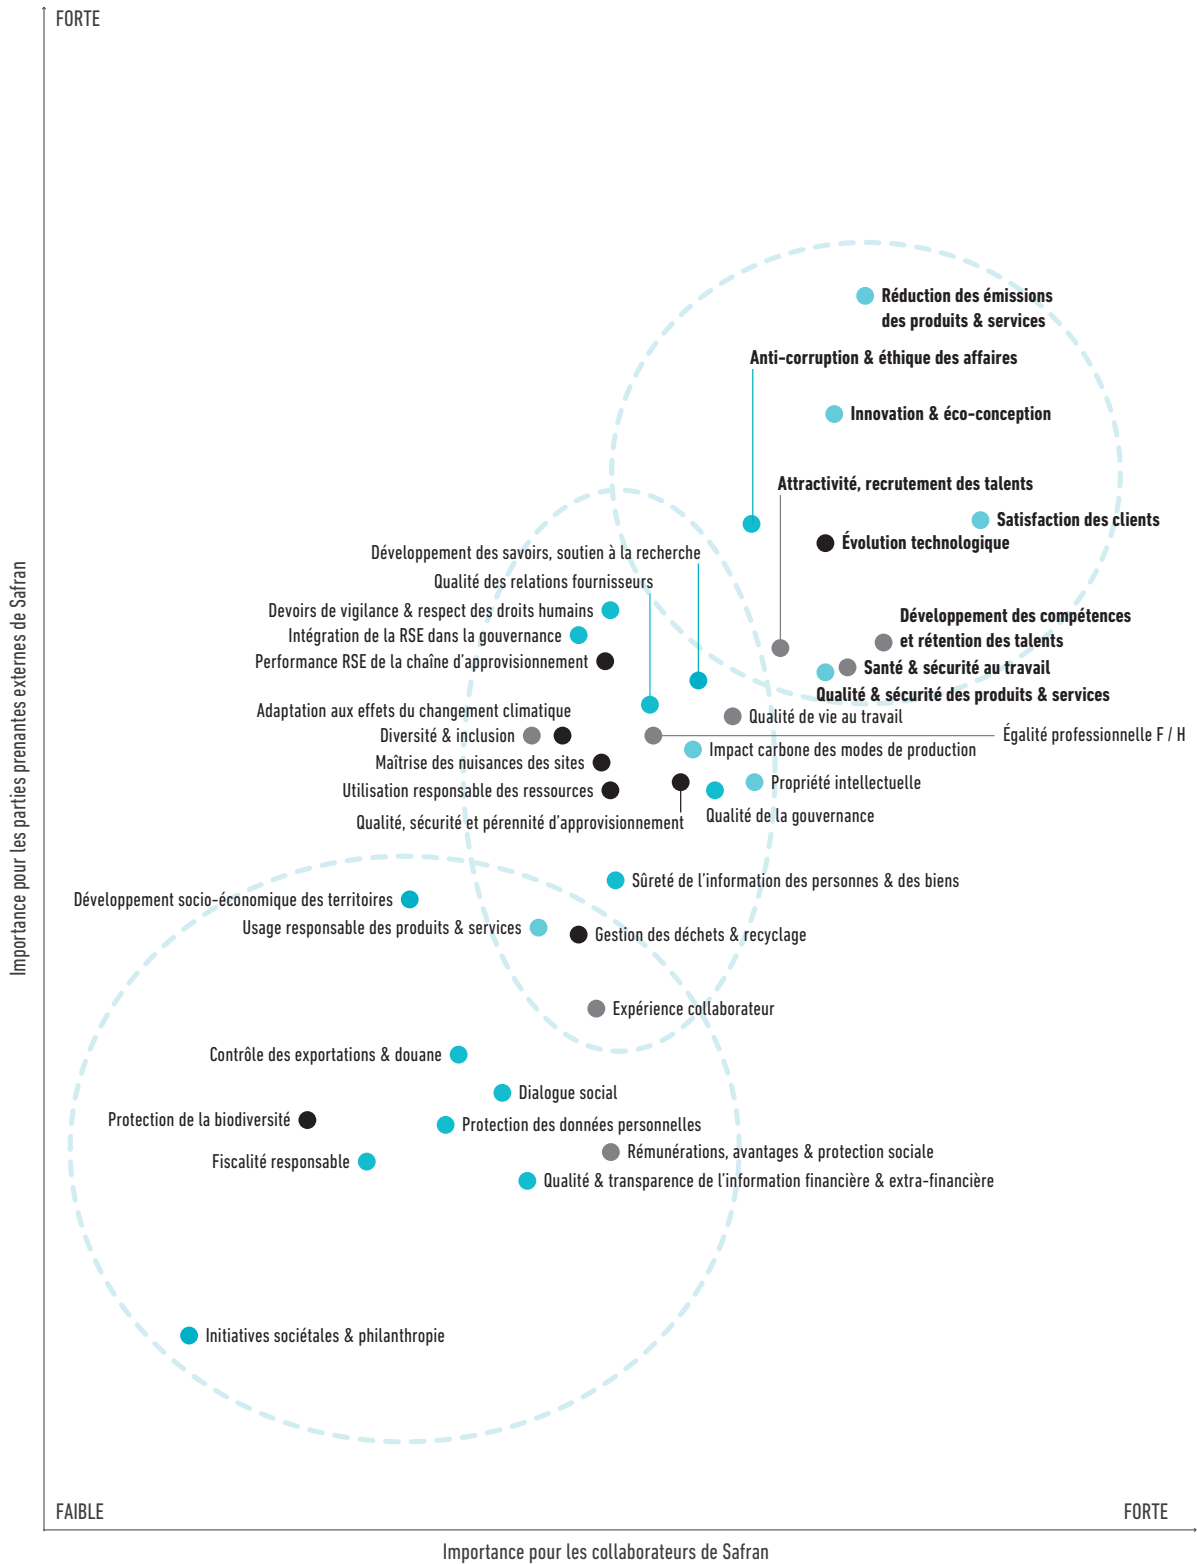 FORTE
Réduction des émissions
des produits & services
Anti-corruption & éthique des affaires
Innovation & éco-conception
Attractivité, recrutement des talents
Satisfaction des clients
Évolution technologique
Développement des savoirs, soutien à la recherche
Qualité des relations fournisseurs
Devoirs de vigilance & respect des droits humains
Développement des compétences
et rétention des talents
Intégration de la RSE dans la gouvernance
Performance RSE de la chaîne d’approvisionnement
Santé & sécurité au travail
Qualité & sécurité des produits & services
Adaptation aux effets du changement climatique
Qualité de vie au travail
Diversité & inclusion
Égalité professionnelle F / H
Impact carbone des modes de production
Maîtrise des nuisances des sites
Propriété intellectuelle
Utilisation responsable des ressources
Qualité, sécurité et pérennité d’approvisionnement
Qualité de la gouvernance
Importance pour les parties prenantes externes de Safran
Sûreté de l’information des personnes & des biens
Développement socio-économique des territoires
Usage responsable des produits & services
Gestion des déchets & recyclage
Expérience collaborateur
Contrôle des exportations & douane
Dialogue social
Protection de la biodiversité
Protection des données personnelles
Rémunérations, avantages & protection sociale
Fiscalité responsable
Qualité & transparence de l’information financière & extra-financière
Initiatives sociétales & philanthropie
FAIBLE
FORTE
Importance pour les collaborateurs de Safran